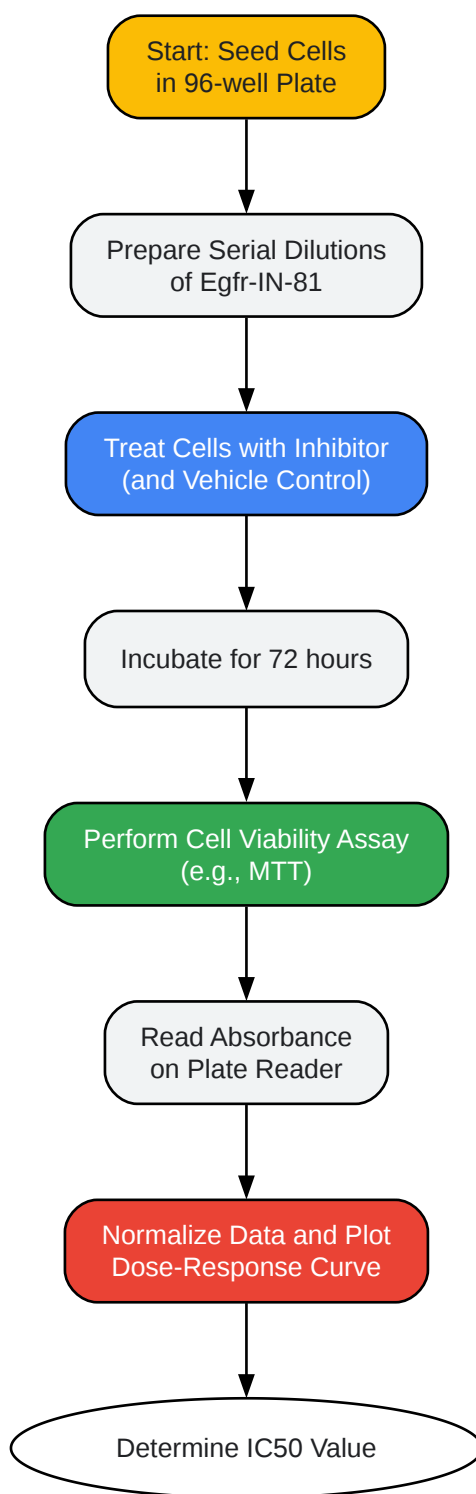 Start: Seed Cells
in 96-well Plate
Prepare Serial Dilutions
of Egfr-IN-81
Treat Cells with Inhibitor
(and Vehicle Control)
Incubate for 72 hours
Perform Cell Viability Assay
(e.g., MTT)
Read Absorbance
on Plate Reader
Normalize Data and Plot
Dose-Response Curve
Determine IC50 Value